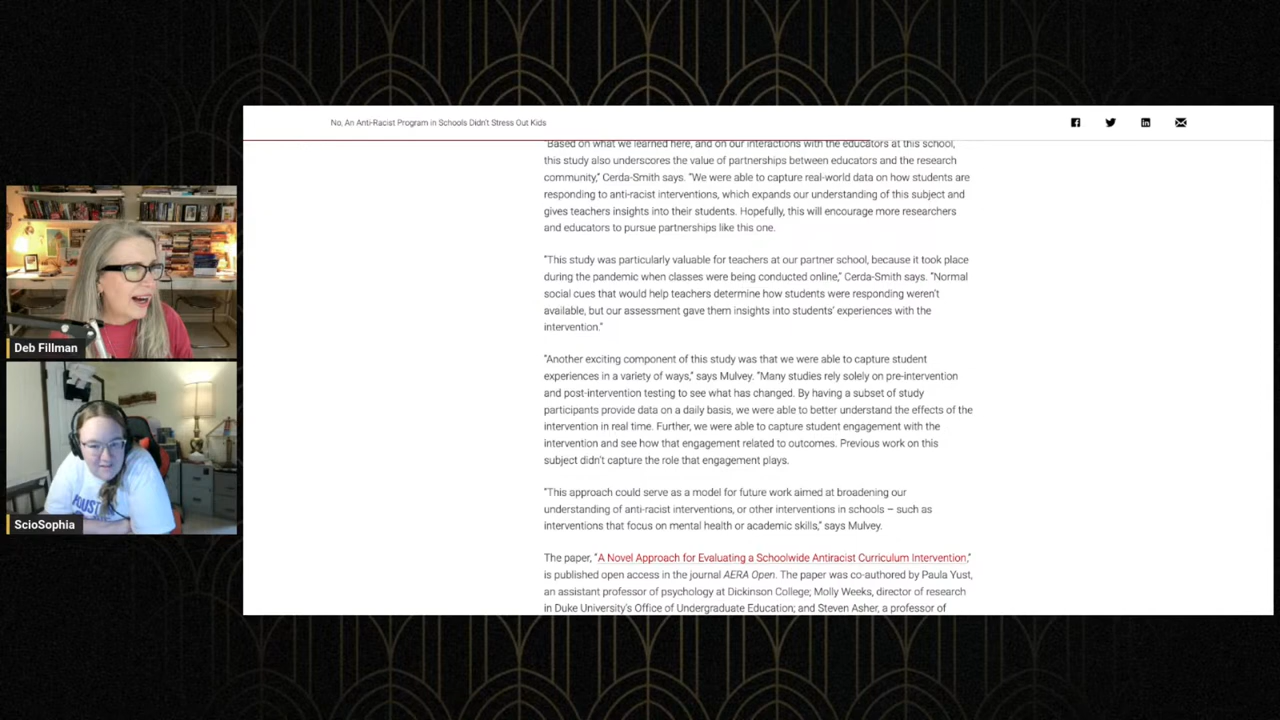 No, An Anti-Racist Program in Schools Didn't Stress Out Kids
"Based on what we learned here, and on our interactions with the educators at this school,
this study also underscores the value of partnerships between educators and the research
community," Cerda-Smith says. "We were able to capture real-world data on how students are
responding to anti-racist interventions, which expands our understanding of this subject and
gives teachers insights into their students. Hopefully, this will encourage more researchers
and educators to pursue partnerships like this one.
"This study was particularly valuable for teachers at our partner school, because it took place
during the pandemic when classes were being conducted online," Cerda-Smith says. "Normal
social cues that would help teachers determine how students were responding weren't
available, but our assessment gave them insights into students' experiences with the
intervention."
"Another exciting component of this study was that we were able to capture student
experiences in a variety of ways," says Mulvey. "Many studies rely solely on pre-intervention
and post-intervention testing to see what has changed. By having a subset of study
participants provide data on a daily basis, we were able to better understand the effects of the
intervention in real time. Further, we were able to capture student engagement with the
intervention and see how that engagement related to outcomes. Previous work on this
subject didn't capture the role that engagement plays.
"This approach could serve as a model for future work aimed at broadening our
understanding of anti-racist interventions, or other interventions in schools – such as
interventions that focus on mental health or academic skills," says Mulvey.
The paper, "A Novel Approach for Evaluating a Schoolwide Antiracist Curriculum Intervention,"
is published open access in the journal AERA Open. The paper was co-authored by Paula Yust,
an assistant professor of psychology at Dickinson College; Molly Weeks, director of research
in Duke University's Office of Undergraduate Education; and Steven Asher, a professor of
Deb Fillman
ScioSophia